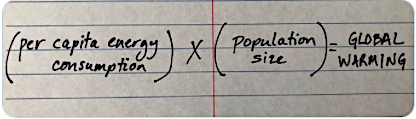 (per capita energy consumption) X (population size) = GLOBAL WARMING